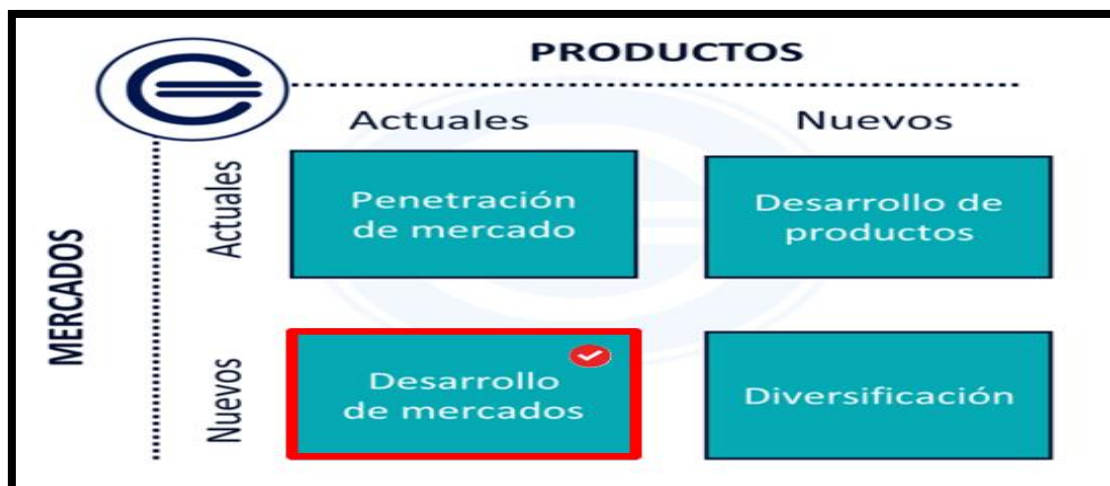 PRODUCTOS
Actuales
Nuevos
MERCADOS
Actuales
Penetración
de mercado
Desarrollo de
productos
Nuevos
Desarrollo
de mercados
Diversificación